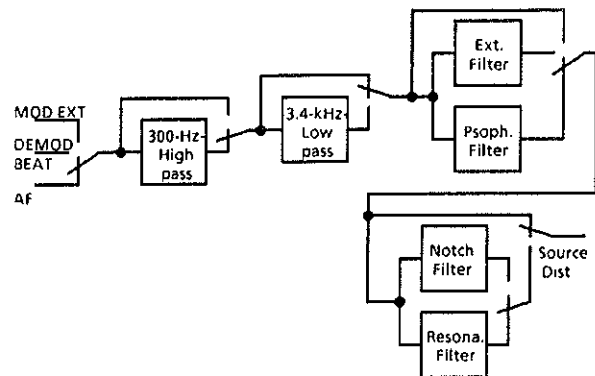 MOD EXT
DEMOD
BEAT
AF
300-Hz-
High
pass
3.4-kHz-
Low
pass
Ext.
Filter
Psoph.
Filter
Notch
Filter
Resona.
Filter
Source
Dist